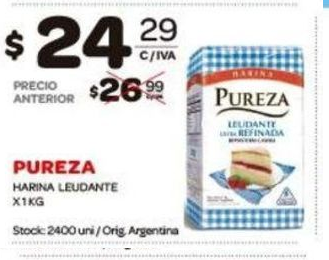 $24 29
C/IVA
PRECIO
ANTERIOR $26 99
PUREZA
HARINA LEUDANTE
X1KG
Stock: 2400 uni / Orig. Argentina
HARINA
PUREZA
LEUDANTE
REFINADA